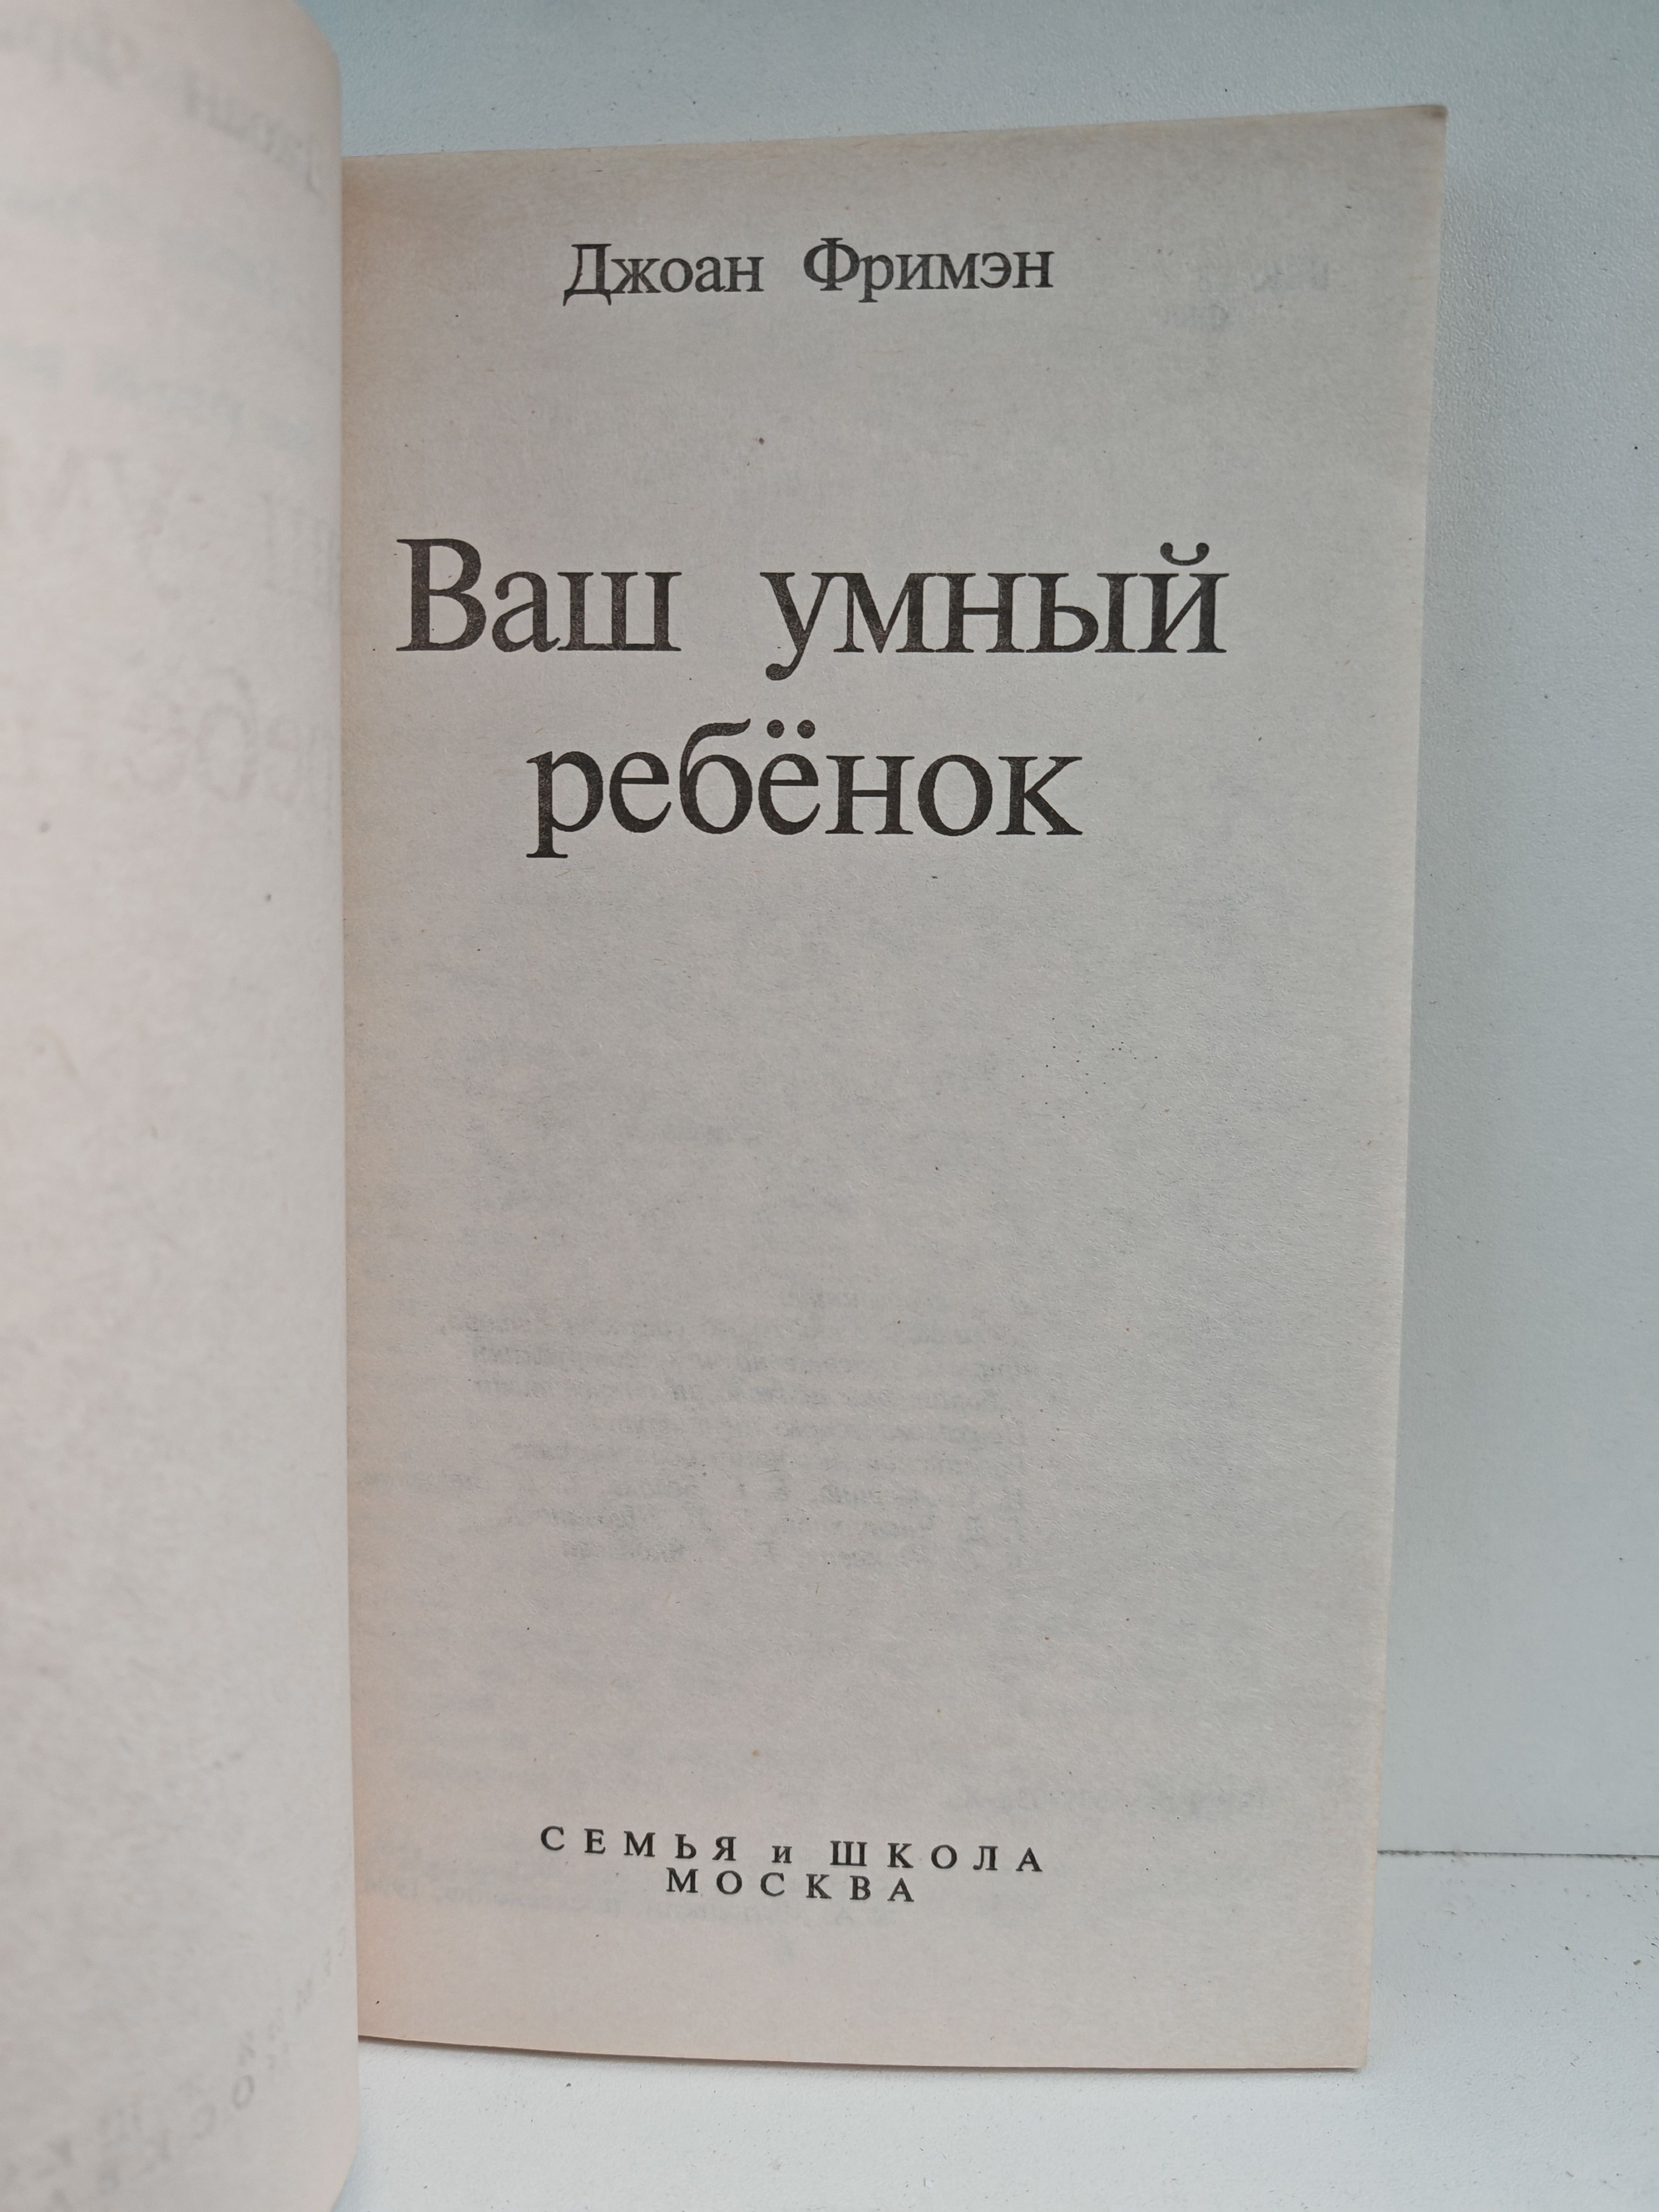 Джоан Фримэн
Ваш умный
ребёнок
СЕМЬЯ и ШКОЛА
МОСКВА